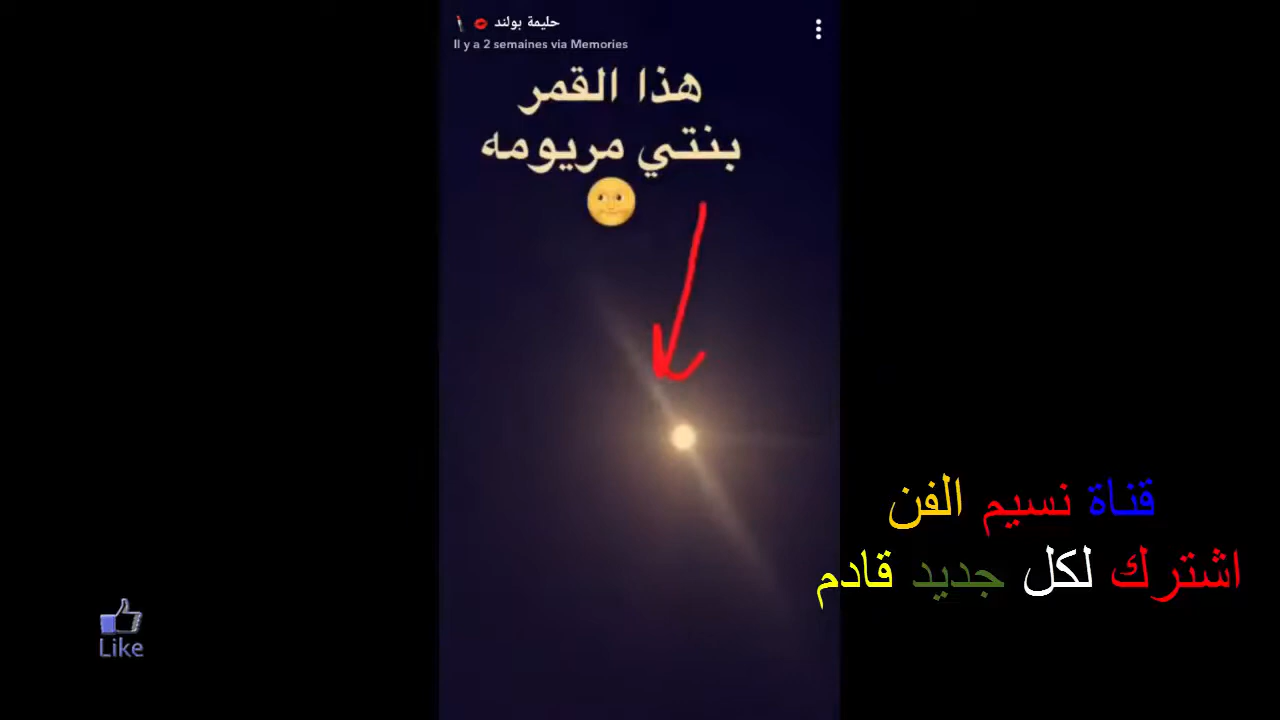 حليمة بولند 💋 💄
Il y a 2 semaines via Memories
هذا القمر
بنتي مريومه
🌝
قناة نسيم الفن
اشترك لكل جديد قادم
Like